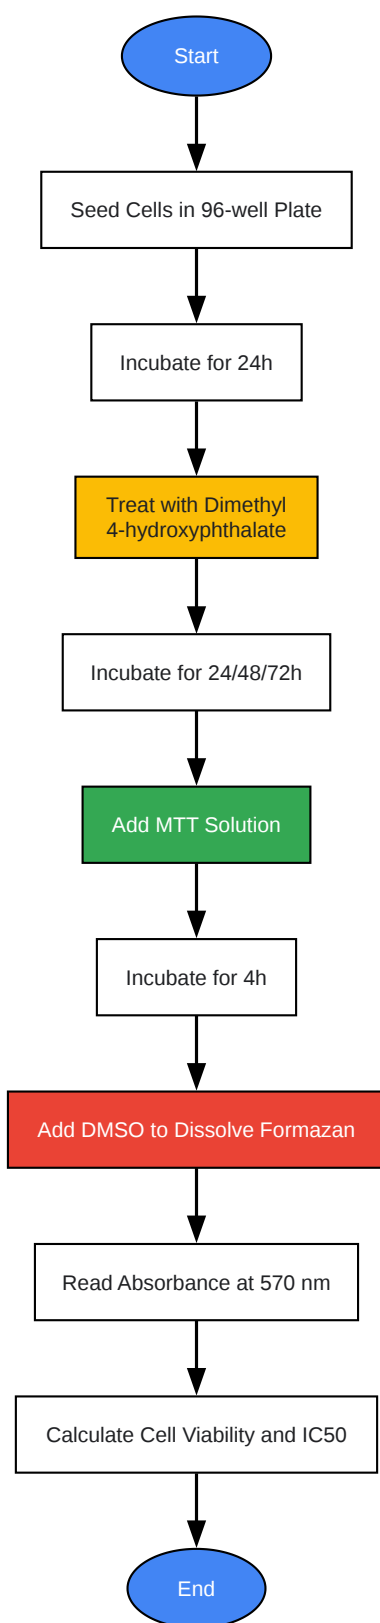 Start
Seed Cells in 96-well Plate
Incubate for 24h
Treat with Dimethyl
4-hydroxyphthalate
Incubate for 24/48/72h
Add MTT Solution
Incubate for 4h
Add DMSO to Dissolve Formazan
Read Absorbance at 570 nm
Calculate Cell Viability and IC50
End